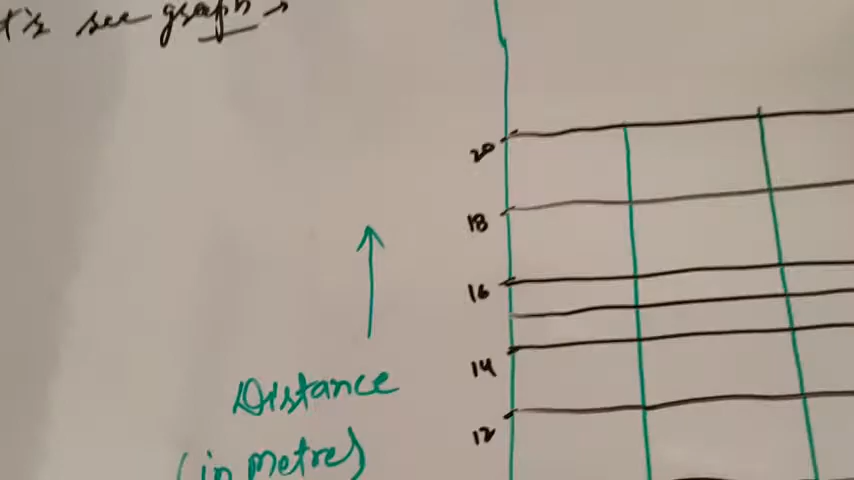 t's see graph →
20
18
16
14
12
Distance
(in metre)